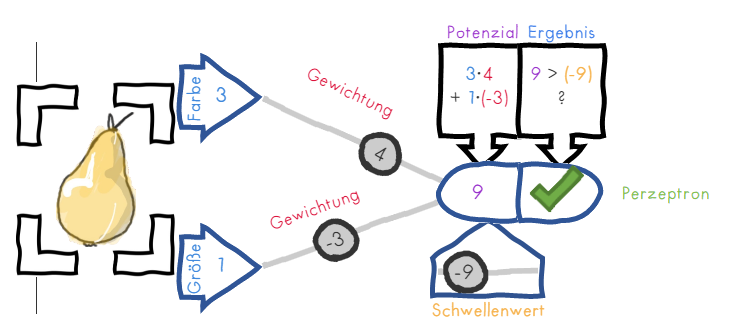 Potenzial Ergebnis
3·4
+ 1·(-3)
9 > (-9)
?
Farbe
3
Gewichtung
4
9
Perzeptron
Gewichtung
-3
Größe
1
-9
Schwellenwert